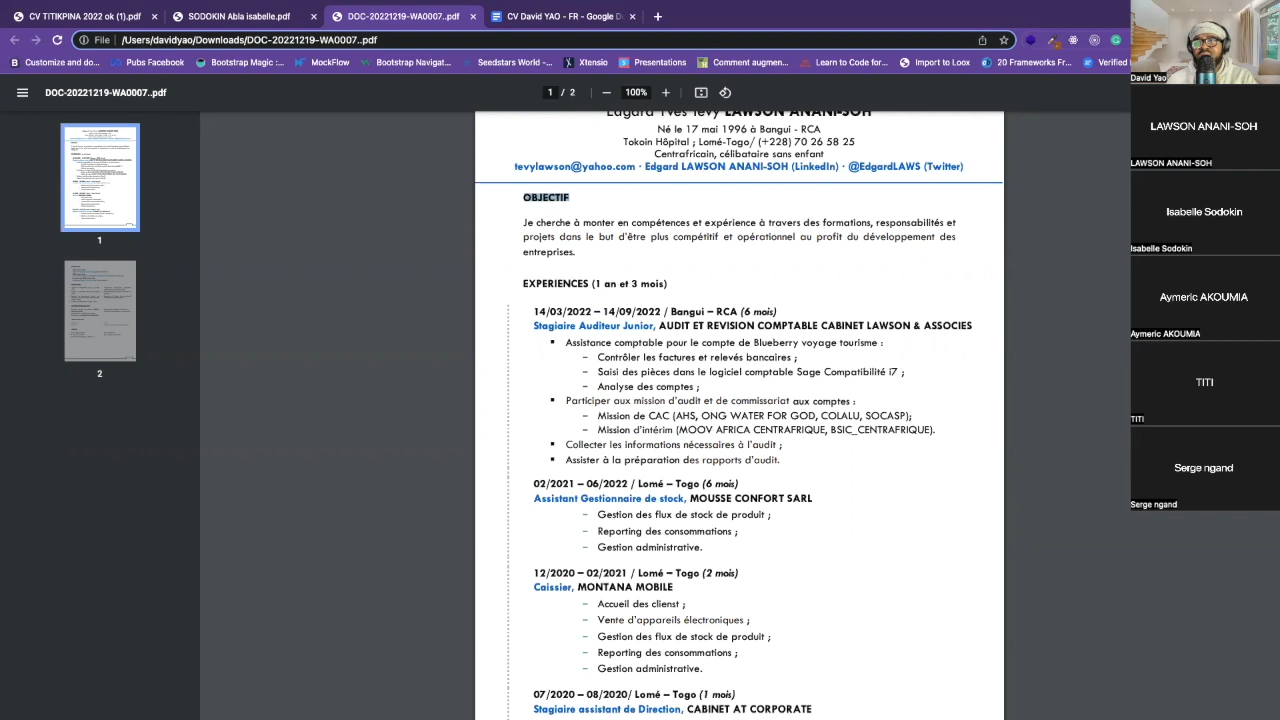 CV TITIKPINA 2022 ok (1).pdf
SODOKIN Abla isabelle.pdf
DOC-20221219-WA0007..pdf
CV David YAO - FR - Google D
File
/Users/davidyao/Downloads/DOC-20221219-WA0007..pdf
Customize and do...
Pubs Facebook
Bootstrap Magic :...
MockFlow
Bootstrap Navigat...
Seedstars World -...
Xtensio
Presentations
Comment augmen...
Learn to Code for...
Import to Loox
20 Frameworks Fr...
Verified
DOC-20221219-WA0007..pdf
1 / 2
100%
1
2
Edgard Yves Tevy LAWSON ANANI-SOH
Né le 17 mai 1996 à Bangui - RCA
Tokoin Hôpital ; Lomé-Togo/ (+228) 70 26 58 25
Centrafricain, célibataire sans enfant
tevylawson@yahoo.com · Edgard LAWSON ANANI-SOH (LinkedIn) · @EdgardLAWS (Twitter)
OBJECTIF
Je cherche à monter en compétences et expérience à travers des formations, responsabilités et
projets dans le but d'être plus compétitif et opérationnel au profit du développement des
entreprises.
EXPERIENCES (1 an et 3 mois)
14/03/2022 – 14/09/2022 / Bangui – RCA (6 mois)
Stagiaire Auditeur Junior, AUDIT ET REVISION COMPTABLE CABINET LAWSON & ASSOCIES
▪ Assistance comptable pour le compte de Blueberry voyage tourisme :
– Contrôler les factures et relevés bancaires ;
– Saisi des pièces dans le logiciel comptable Sage Compatibilité i7 ;
– Analyse des comptes ;
▪ Participer aux mission d'audit et de commissariat aux comptes :
– Mission de CAC (AHS, ONG WATER FOR GOD, COLALU, SOCASP);
– Mission d'intérim (MOOV AFRICA CENTRAFRIQUE, BSIC_CENTRAFRIQUE).
▪ Collecter les informations nécessaires à l'audit ;
▪ Assister à la préparation des rapports d'audit.
02/2021 – 06/2022 / Lomé – Togo (6 mois)
Assistant Gestionnaire de stock, MOUSSE CONFORT SARL
– Gestion des flux de stock de produit ;
– Reporting des consommations ;
– Gestion administrative.
12/2020 – 02/2021 / Lomé – Togo (2 mois)
Caissier, MONTANA MOBILE
– Accueil des clienst ;
– Vente d'appareils électroniques ;
– Gestion des flux de stock de produit ;
– Reporting des consommations ;
– Gestion administrative.
07/2020 – 08/2020/ Lomé – Togo (1 mois)
Stagiaire assistant de Direction, CABINET AT CORPORATE
David Yao
LAWSON ANANI-SOH
LAWSON ANANI-SOH
Isabelle Sodokin
Isabelle Sodokin
Aymeric AKOUMIA
Aymeric AKOUMIA
TITI
TITI
Serge ngand
Serge ngand